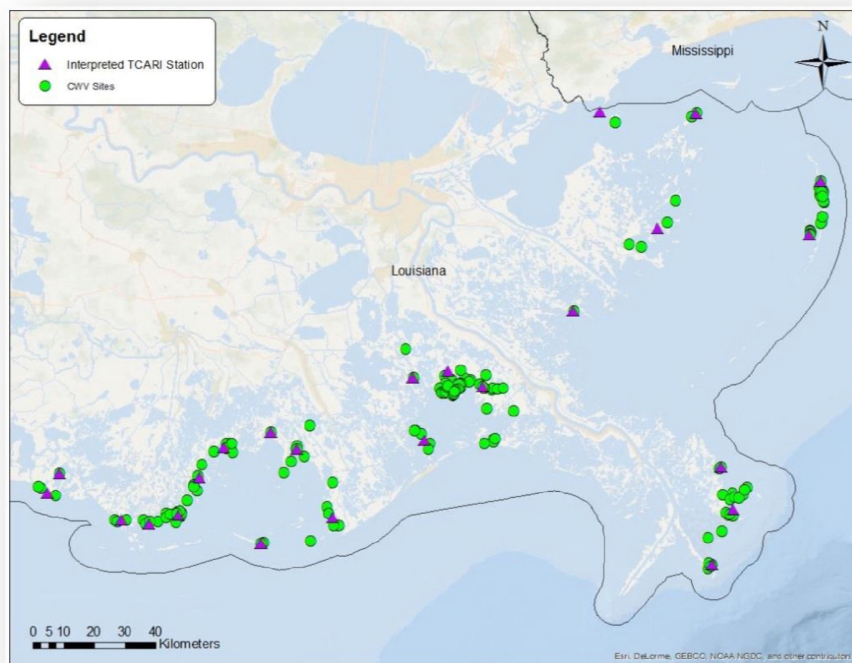 Legend
Interpreted TCARI Station
CWV Sites
Mississippi
N
Louisiana
0 5 10 20 30 40
Kilometers
Esri, DeLorme, GEBCO, NOAA NGDC, and other contributors